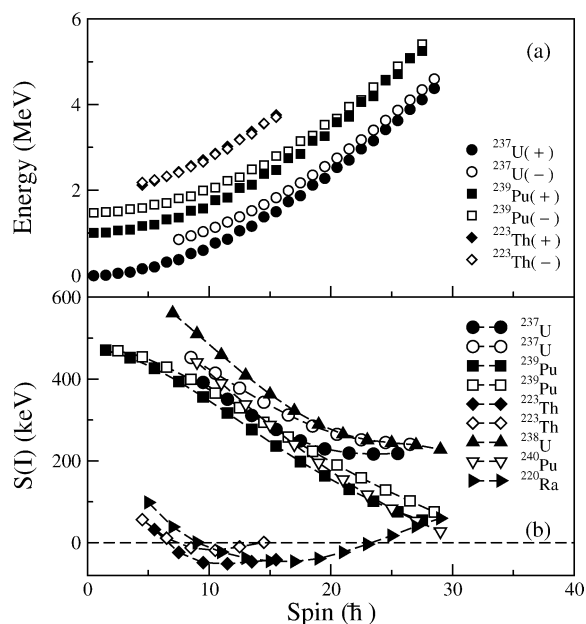 6
(a)
4
2
0
Energy (MeV)
²³⁷U(+)
²³⁷U(−)
²³⁹Pu(+)
²³⁹Pu(−)
²²³Th(+)
²²³Th(−)
600
400
200
0
S(I) (keV)
²³⁷U
²³⁷U
²³⁹Pu
²³⁹Pu
²²³Th
²²³Th
²³⁸U
²⁴⁰Pu
²²⁰Ra
(b)
0 10 20 30 40
Spin (ħ)